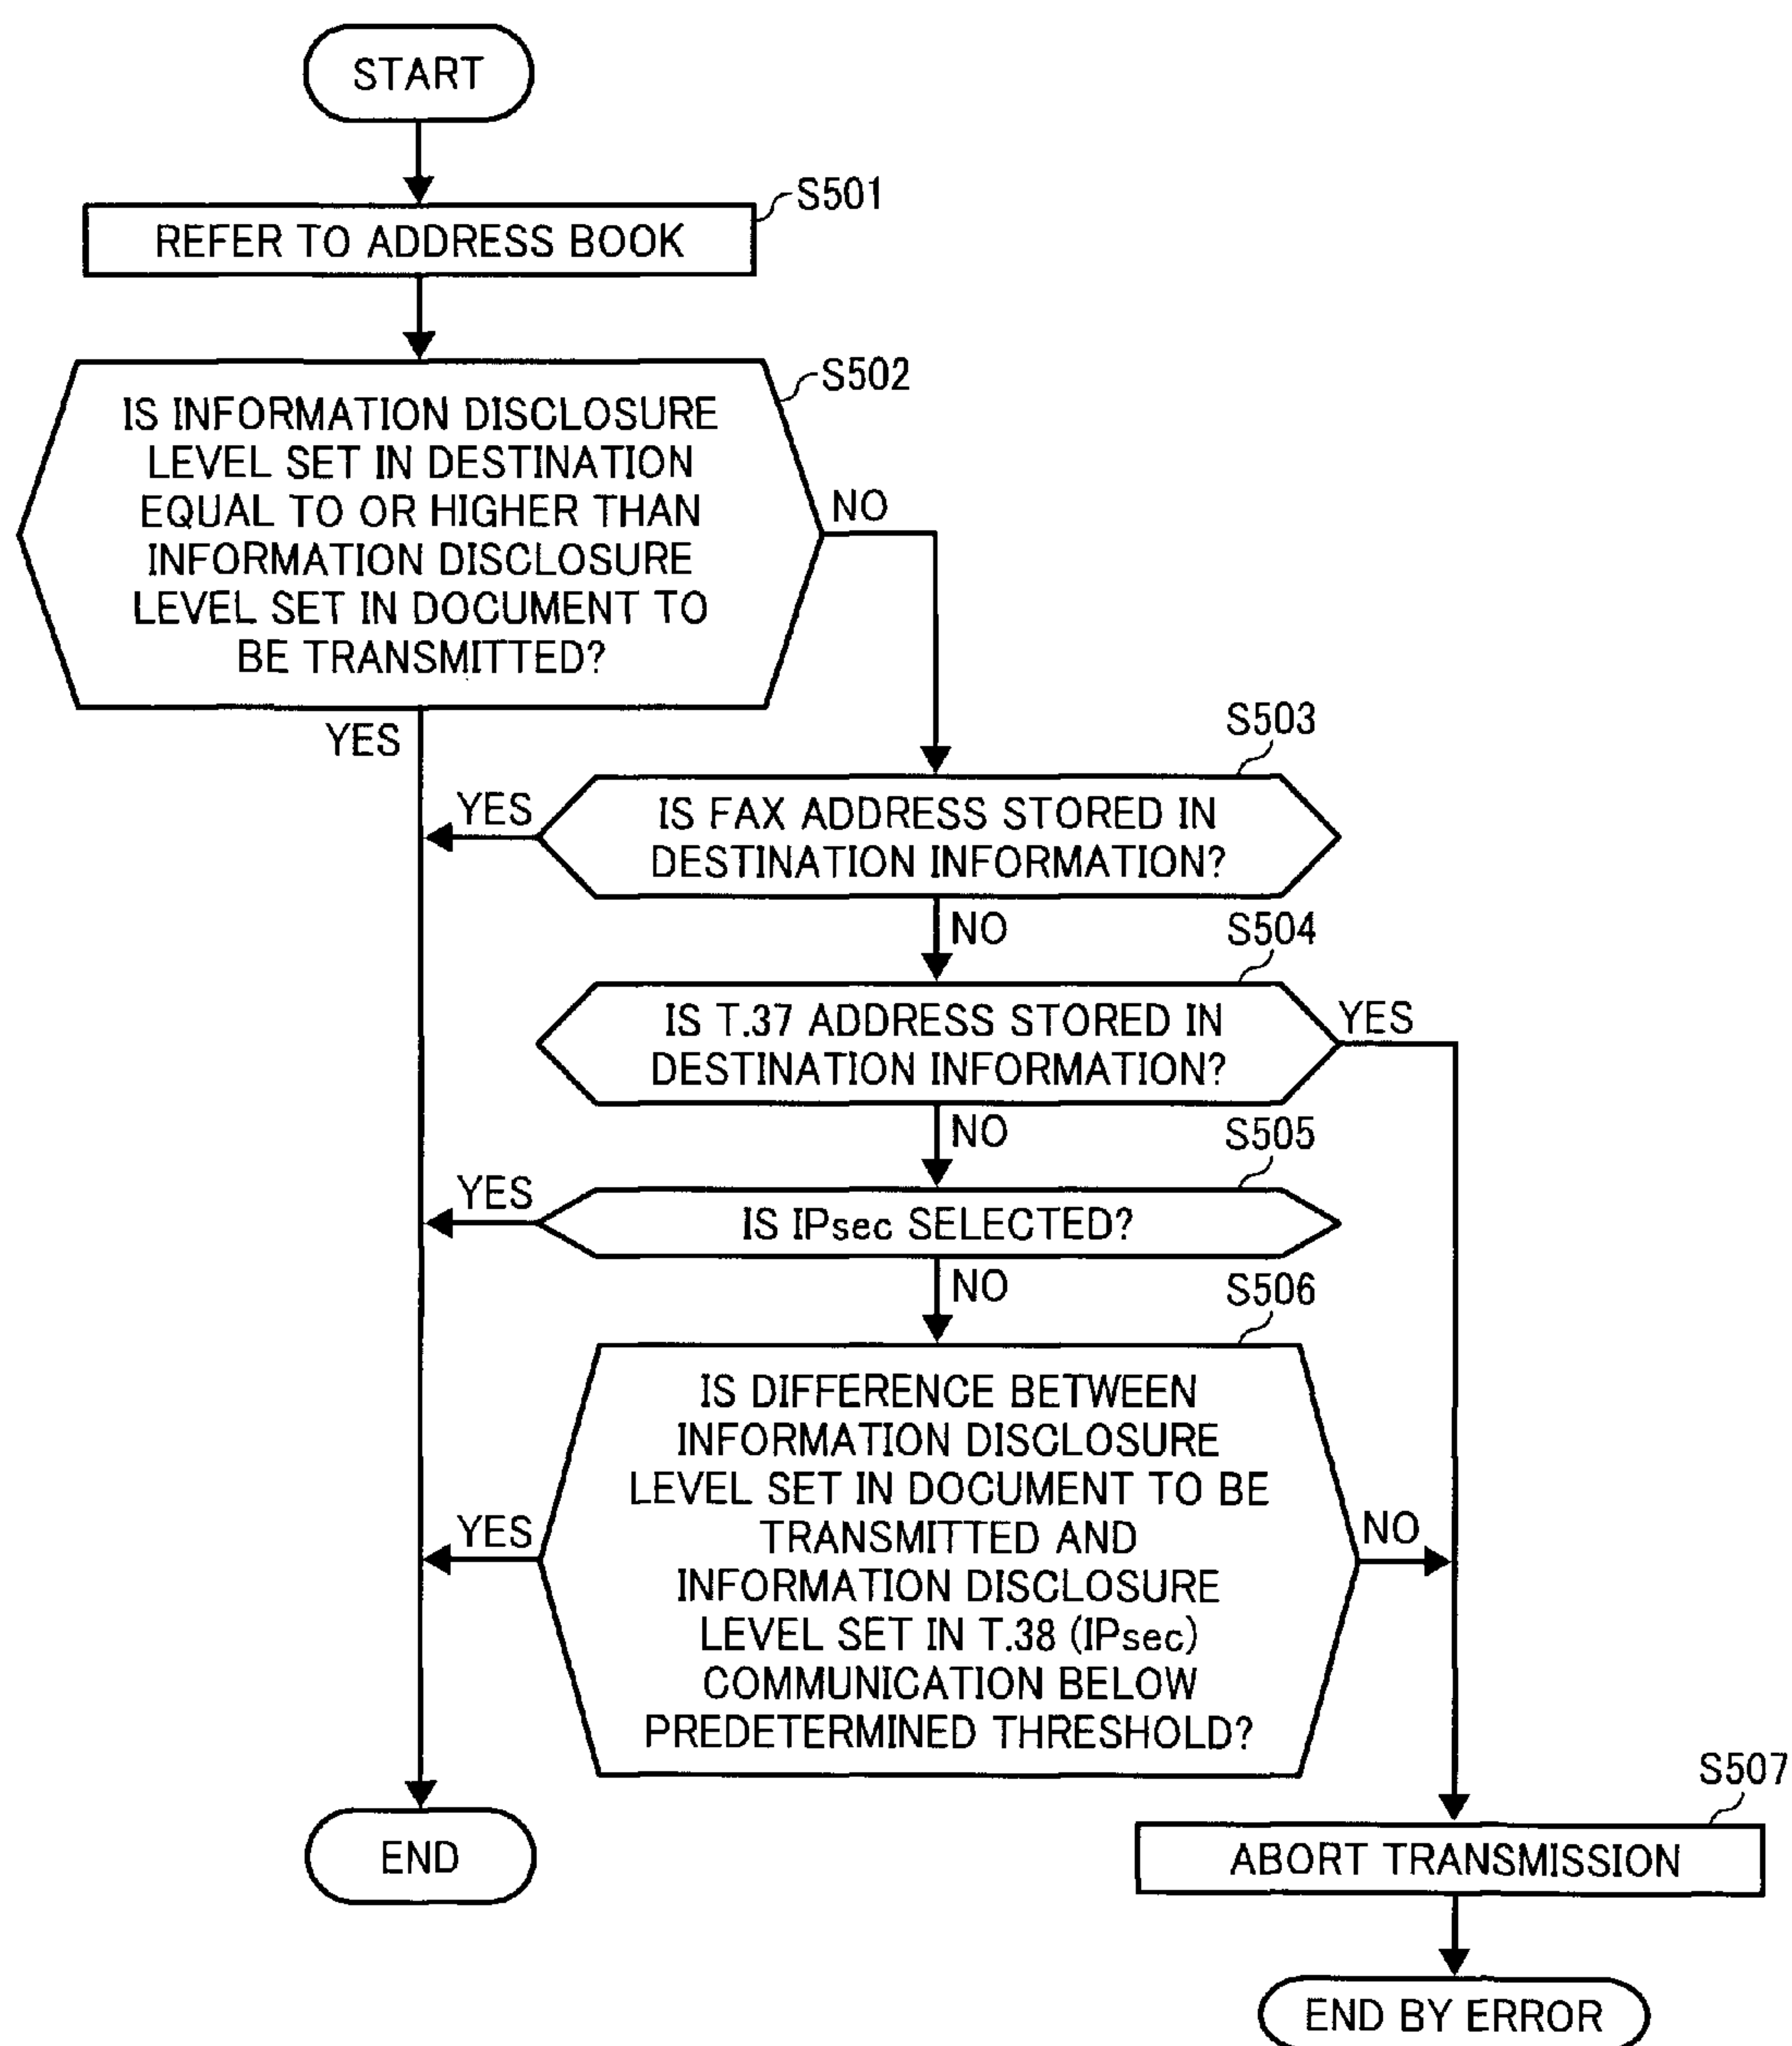 START
S501
REFER TO ADDRESS BOOK
S502
IS INFORMATION DISCLOSURE
LEVEL SET IN DESTINATION
EQUAL TO OR HIGHER THAN
INFORMATION DISCLOSURE
LEVEL SET IN DOCUMENT TO
BE TRANSMITTED?
NO
YES
S503
YES
IS FAX ADDRESS STORED IN
DESTINATION INFORMATION?
NO
S504
IS T.37 ADDRESS STORED IN
DESTINATION INFORMATION?
YES
NO
S505
YES
IS IPsec SELECTED?
NO
S506
IS DIFFERENCE BETWEEN
INFORMATION DISCLOSURE
LEVEL SET IN DOCUMENT TO BE
TRANSMITTED AND
INFORMATION DISCLOSURE
LEVEL SET IN T.38 (IPsec)
COMMUNICATION BELOW
PREDETERMINED THRESHOLD?
YES
NO
S507
END
ABORT TRANSMISSION
END BY ERROR